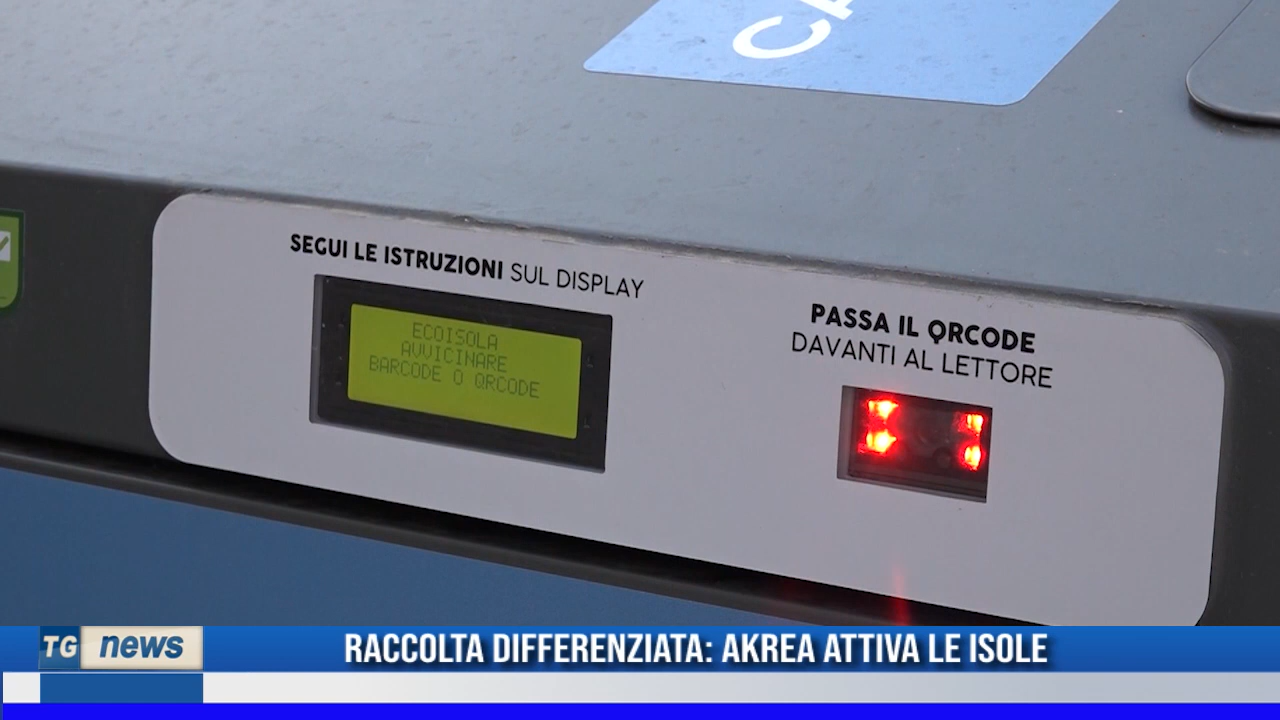 SEGUI LE ISTRUZIONI SUL DISPLAY
ECOISOLA
AVVICINARE
BARCODE O QRCODE
PASSA IL QRCODE
DAVANTI AL LETTORE
TG news
RACCOLTA DIFFERENZIATA: AKREA ATTIVA LE ISOLE